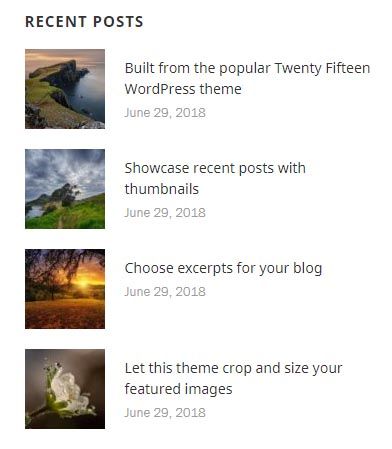 RECENT POSTS
Built from the popular Twenty Fifteen
WordPress theme
June 29, 2018
Showcase recent posts with
thumbnails
June 29, 2018
Choose excerpts for your blog
June 29, 2018
Let this theme crop and size your
featured images
June 29, 2018